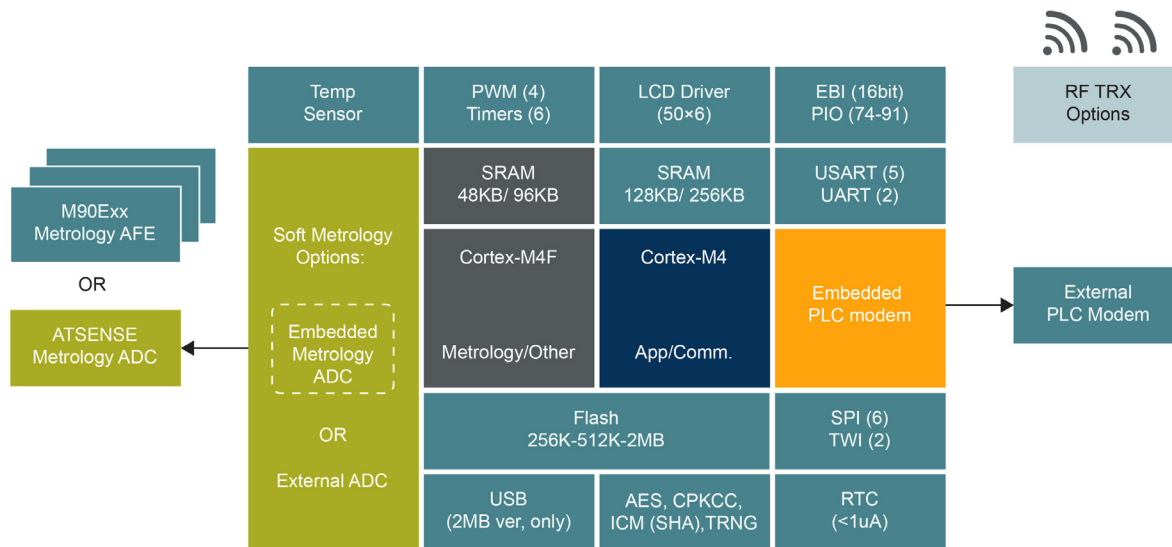 Temp
Sensor
PWM (4)
Timers (6)
LCD Driver
(50×6)
EBI (16bit)
PIO (74-91)
RF TRX
Options
M90Exx
Metrology AFE
OR
ATSENSE
Metrology ADC
Soft Metrology
Options:
Embedded
Metrology
ADC
OR
External ADC
SRAM
48KB/ 96KB
SRAM
128KB/ 256KB
USART (5)
UART (2)
Cortex-M4F
Metrology/Other
Cortex-M4
App/Comm.
Embedded
PLC modem
External
PLC Modem
Flash
256K-512K-2MB
SPI (6)
TWI (2)
USB
(2MB ver, only)
AES, CPKCC,
ICM (SHA),TRNG
RTC
(<1uA)